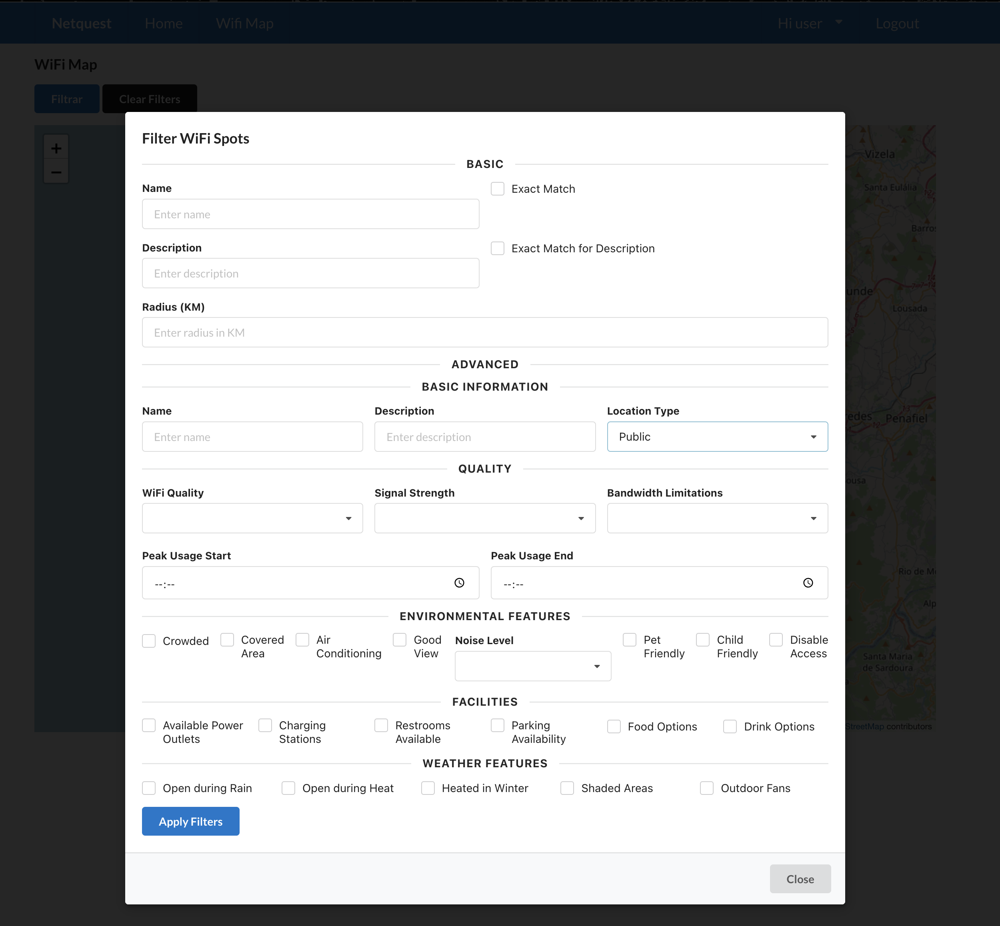 Netquest Home Wifi Map Hi user Logout
WiFi Map
Filtrar Clear Filters
+
−
Filter WiFi Spots
BASIC
Name
Exact Match
Enter name
Description
Exact Match for Description
Enter description
Radius (KM)
Enter radius in KM
ADVANCED
BASIC INFORMATION
Name Description Location Type
Enter name Enter description Public
QUALITY
WiFi Quality Signal Strength Bandwidth Limitations
Peak Usage Start Peak Usage End
--:-- --:--
ENVIRONMENTAL FEATURES
Crowded
Covered
Area
Air
Conditioning
Good
View
Noise Level
Pet
Friendly
Child
Friendly
Disable
Access
FACILITIES
Available Power
Outlets
Charging
Stations
Restrooms
Available
Parking
Availability
Food Options
Drink Options
WEATHER FEATURES
Open during Rain Open during Heat Heated in Winter Shaded Areas Outdoor Fans
Apply Filters
Close
Vizela
Santa Eulália
Barros
unde
Lousada
edes Penafiel
ousa
Rio de M
Alp
Santa Maria
de Sardoura
StreetMap contributors